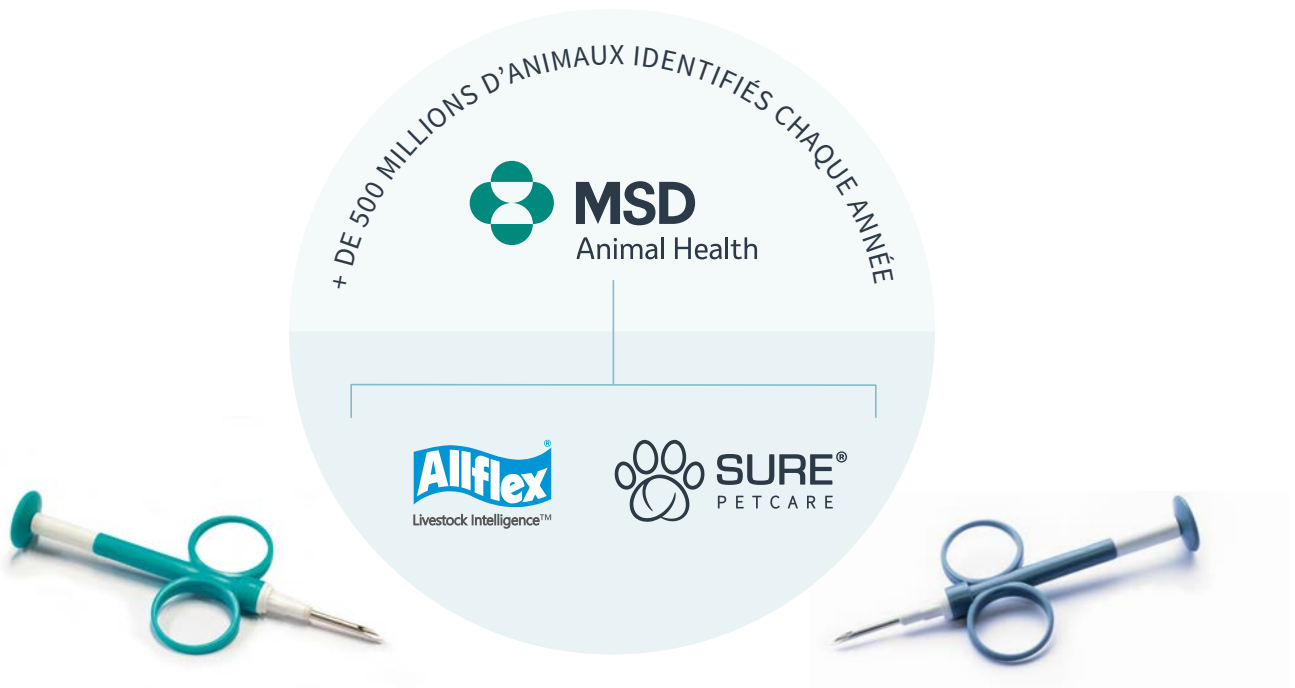 + DE 500 MILLIONS D’ANIMAUX IDENTIFIÉS CHAQUE ANNÉE
MSD
Animal Health
Allflex®
Livestock Intelligence™
SURE®
PETCARE